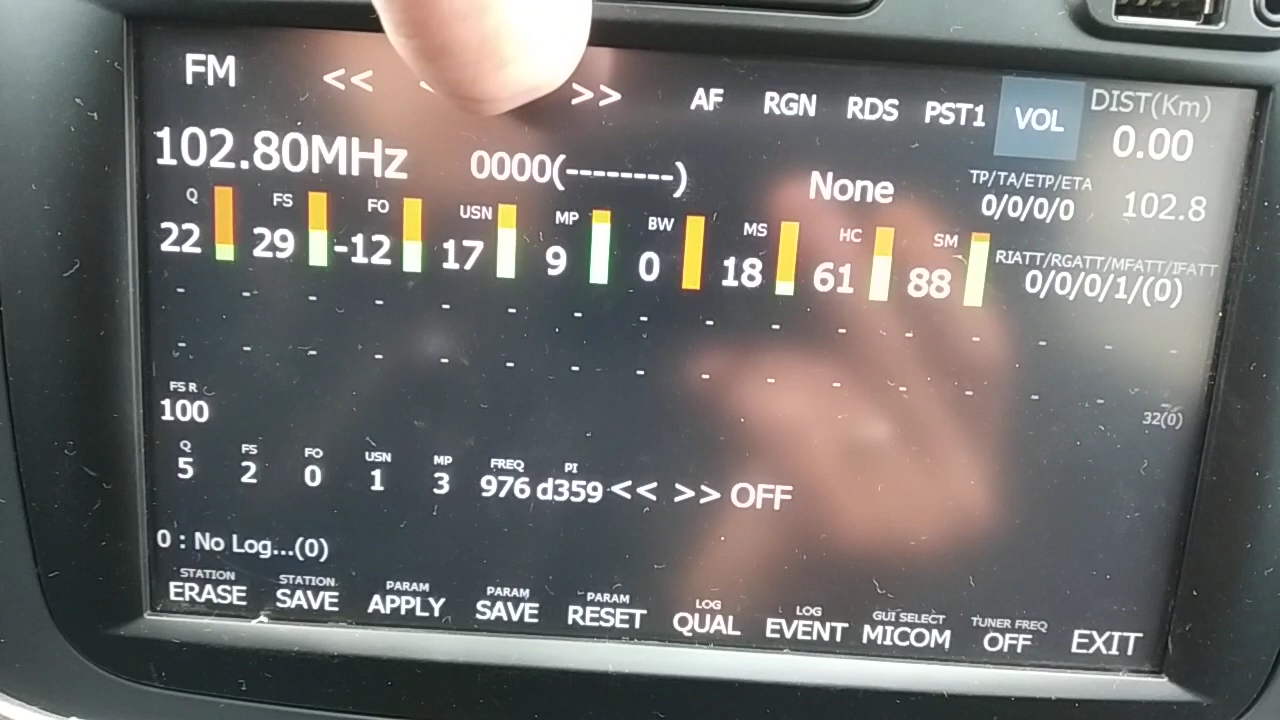 FM << >> AF RGN RDS PST1 VOL DIST(Km)
0.00
102.80MHz 0000(--------) None TP/TA/ETP/ETA
0/0/0/0 102.8
Q FS FO USN MP BW MS HC SM RIATT/RGATT/MFATT/IFATT
22 29 -12 17 9 0 18 61 88 0/0/0/1/(0)
- - - - - - - - - - - - - - - -
- - - - - - - - - - - - - - -
FS R
100 32(0)
Q FS FO USN MP FREQ PI
5 2 0 1 3 976 d359 << >> OFF
0 : No Log...(0)
STATION STATION PARAM PARAM PARAM LOG LOG GUI SELECT TUNER FREQ
ERASE SAVE APPLY SAVE RESET QUAL EVENT MICOM OFF EXIT